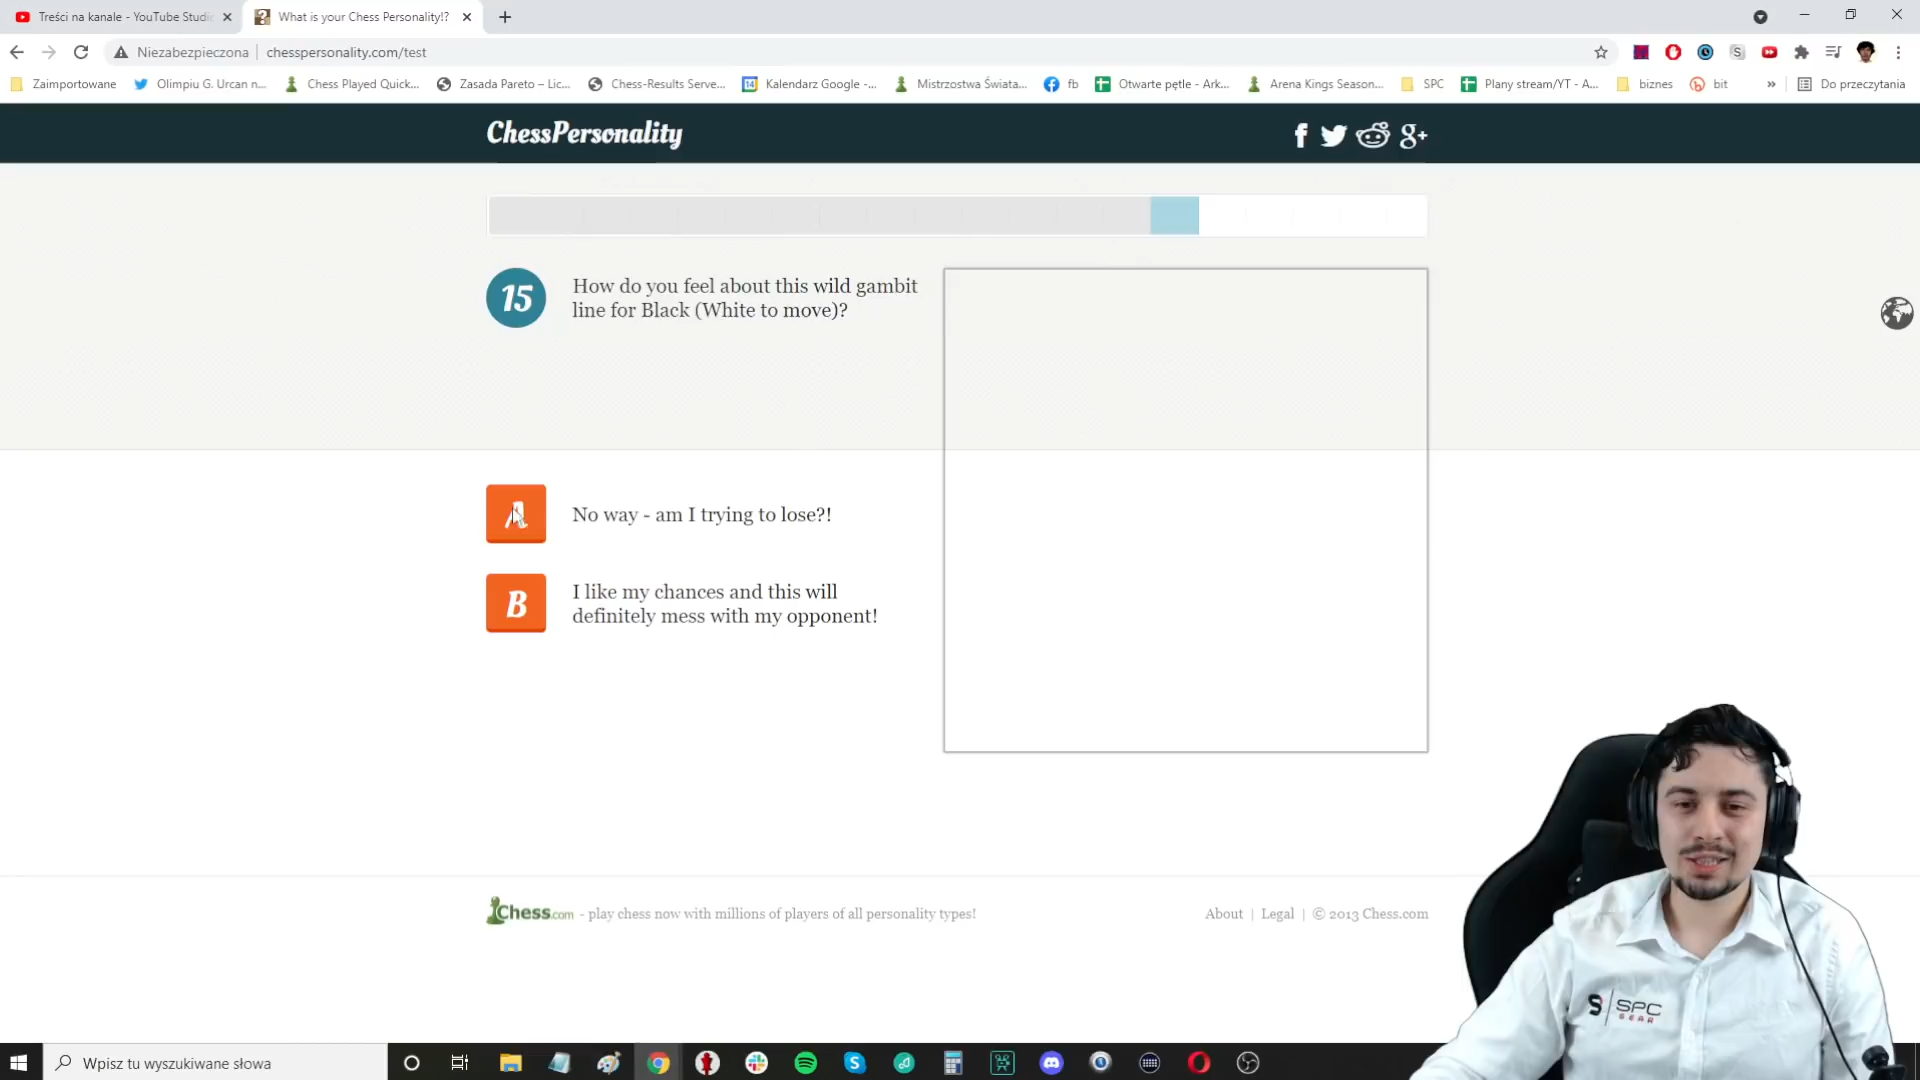 Treści na kanale - YouTube Studi
What is your Chess Personality!?
Niezabezpieczona
chesspersonality.com/test
Zaimportowane
Olimpiu G. Urcan n...
Chess Played Quick...
Zasada Pareto – Lic...
Chess-Results Serve...
Kalendarz Google -...
Mistrzostwa Świata...
fb
Otwarte pętle - Ark...
Arena Kings Season...
SPC
Plany stream/YT - A...
biznes
bit
»
Do przeczytania
ChessPersonality
15
How do you feel about this wild gambit
line for Black (White to move)?
A
No way - am I trying to lose?!
B
I like my chances and this will
definitely mess with my opponent!
Chess.com - play chess now with millions of players of all personality types!
About | Legal | © 2013 Chess.com
S | SPC
GEAR
Wpisz tu wyszukiwane słowa